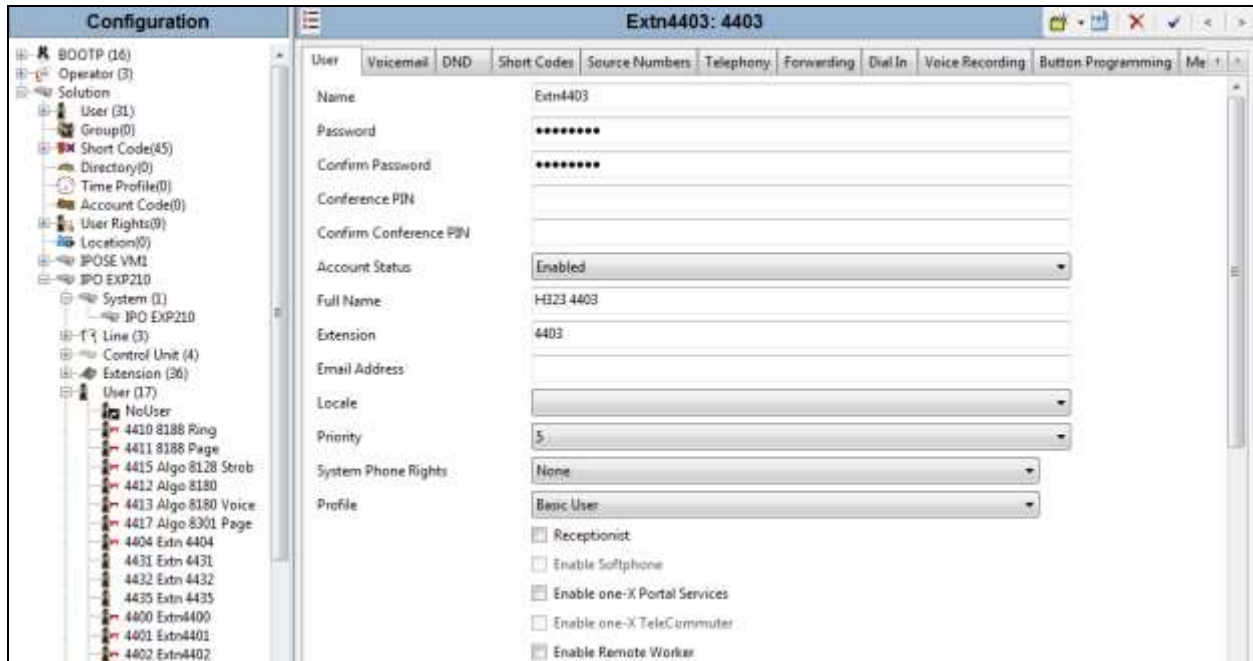 Configuration
BOOTP (16)
Operator (3)
Solution
User (31)
Group(0)
Short Code(45)
Directory(0)
Time Profile(0)
Account Code(0)
User Rights(9)
Location(0)
IPOSE VM1
IPO EXP210
System (1)
IPO EXP210
Line (3)
Control Unit (4)
Extension (36)
User (17)
NoUser
4410 8188 Ring
4411 8188 Page
4415 Algo 8128 Strob
4412 Algo 8180
4413 Algo 8180 Voice
4417 Algo 8301 Page
4404 Extn 4404
4431 Extn 4431
4432 Extn 4432
4435 Extn 4435
4400 Extn4400
4401 Extn4401
4402 Extn4402
Extn4403: 4403
User Voicemail DND Short Codes Source Numbers Telephony Forwarding Dial In Voice Recording Button Programming Me
Name Extn4403
Password ••••••••
Confirm Password ••••••••
Conference PIN
Confirm Conference PIN
Account Status Enabled
Full Name H323 4403
Extension 4403
Email Address
Locale
Priority 5
System Phone Rights None
Profile Basic User
Receptionist
Enable Softphone
Enable one-X Portal Services
Enable one-X TeleCommuter
Enable Remote Worker